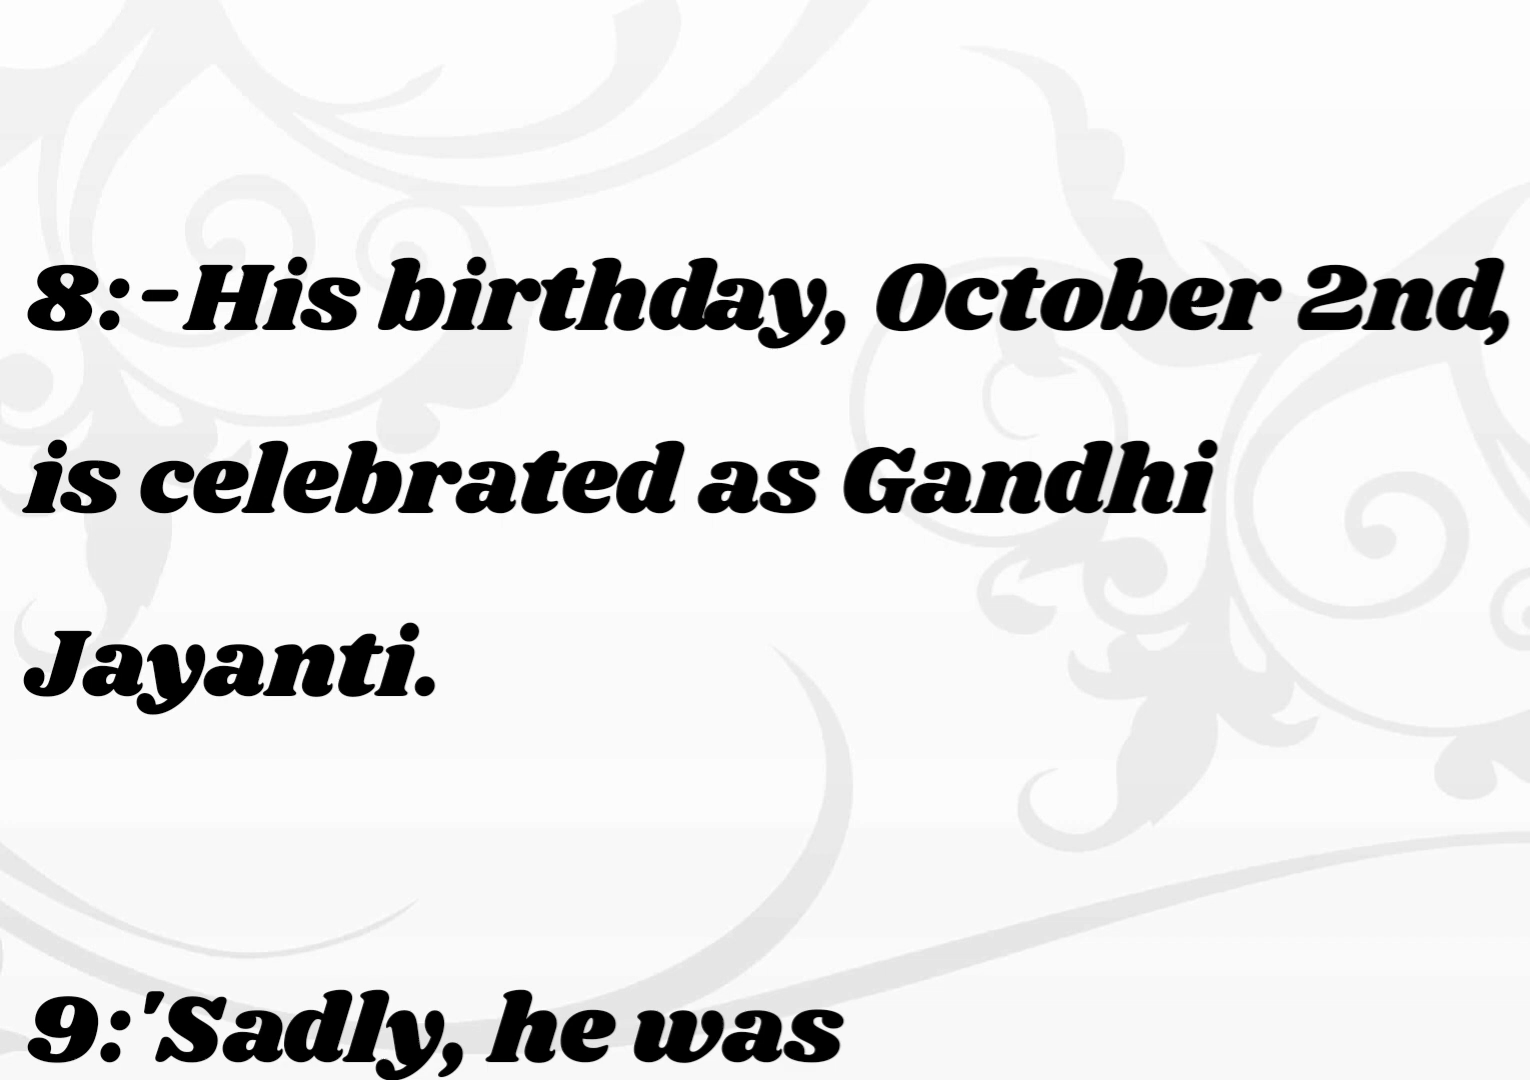 8:-His birthday, October 2nd,
is celebrated as Gandhi
Jayanti.
9:'Sadly, he was